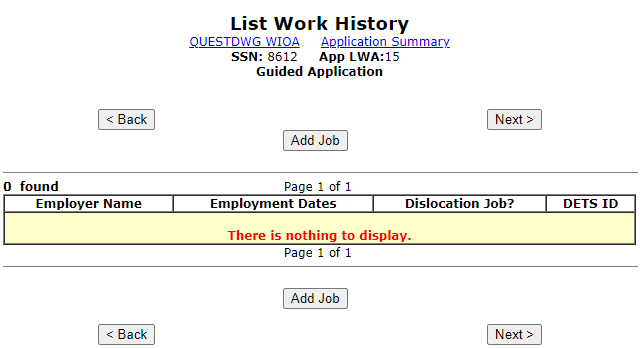 List Work History
QUESTDWG WIOA Application Summary
SSN: 8612 App LWA:15
Guided Application
< Back Next >
Add Job
0 found Page 1 of 1
Employer Name Employment Dates Dislocation Job? DETS ID
There is nothing to display.
Page 1 of 1
Add Job
< Back Next >